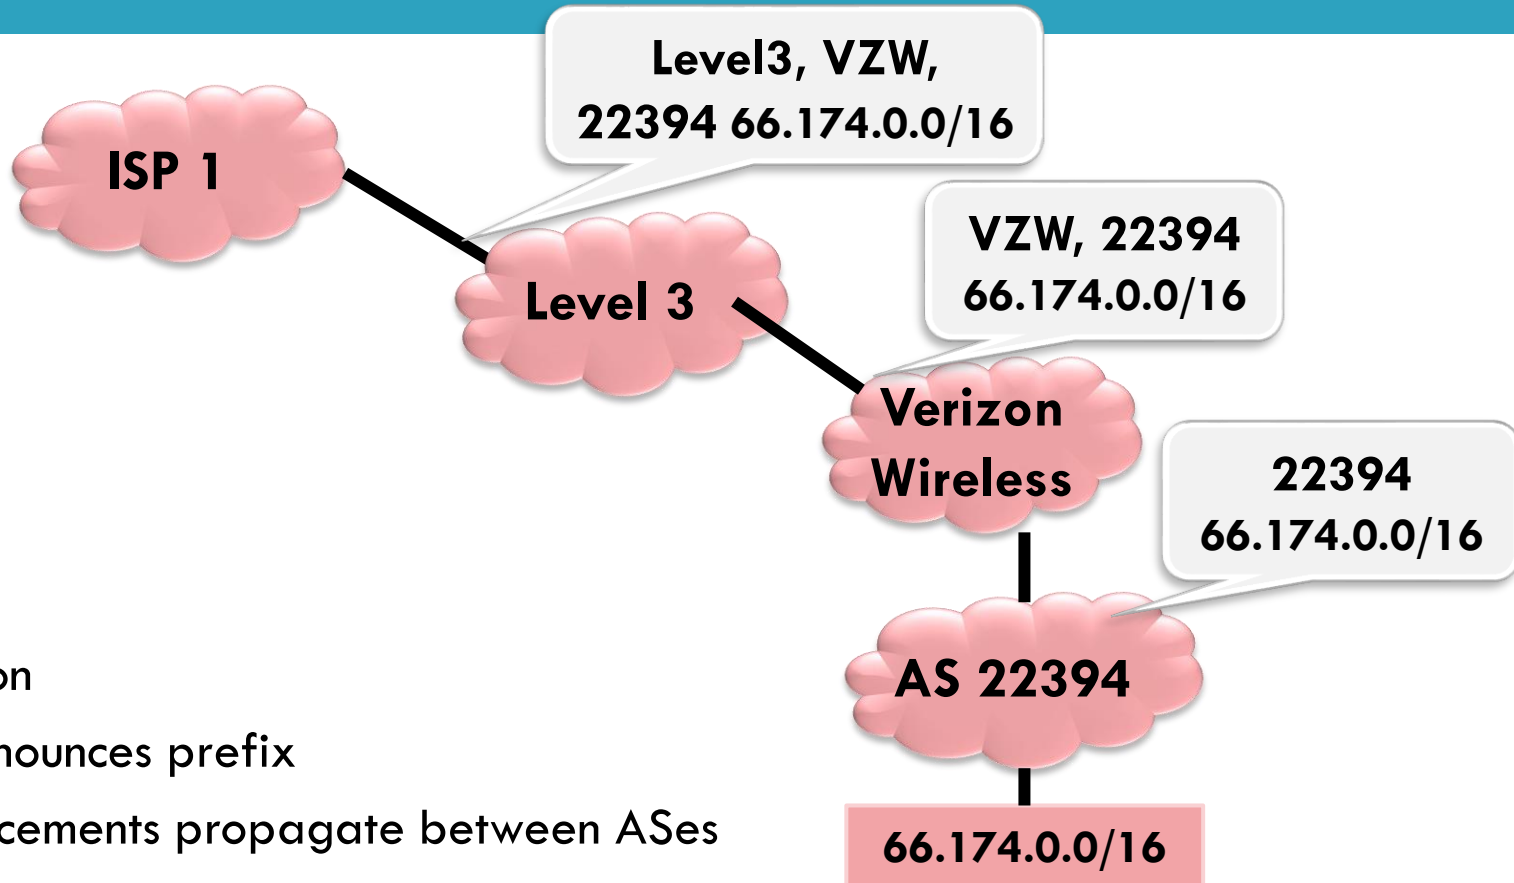 Level3, VZW,
22394 66.174.0.0/16
ISP 1
VZW, 22394
66.174.0.0/16
Level 3
Verizon
Wireless
22394
66.174.0.0/16
AS 22394
on
nounces prefix
cements propagate between ASes
66.174.0.0/16